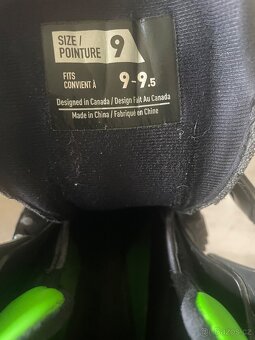 SIZE / 9
POINTURE
FITS 9-9.5
CONVIENT À
Designed in Canada / Design Fait Au Canada
Made in China / Fabriqué en Chine